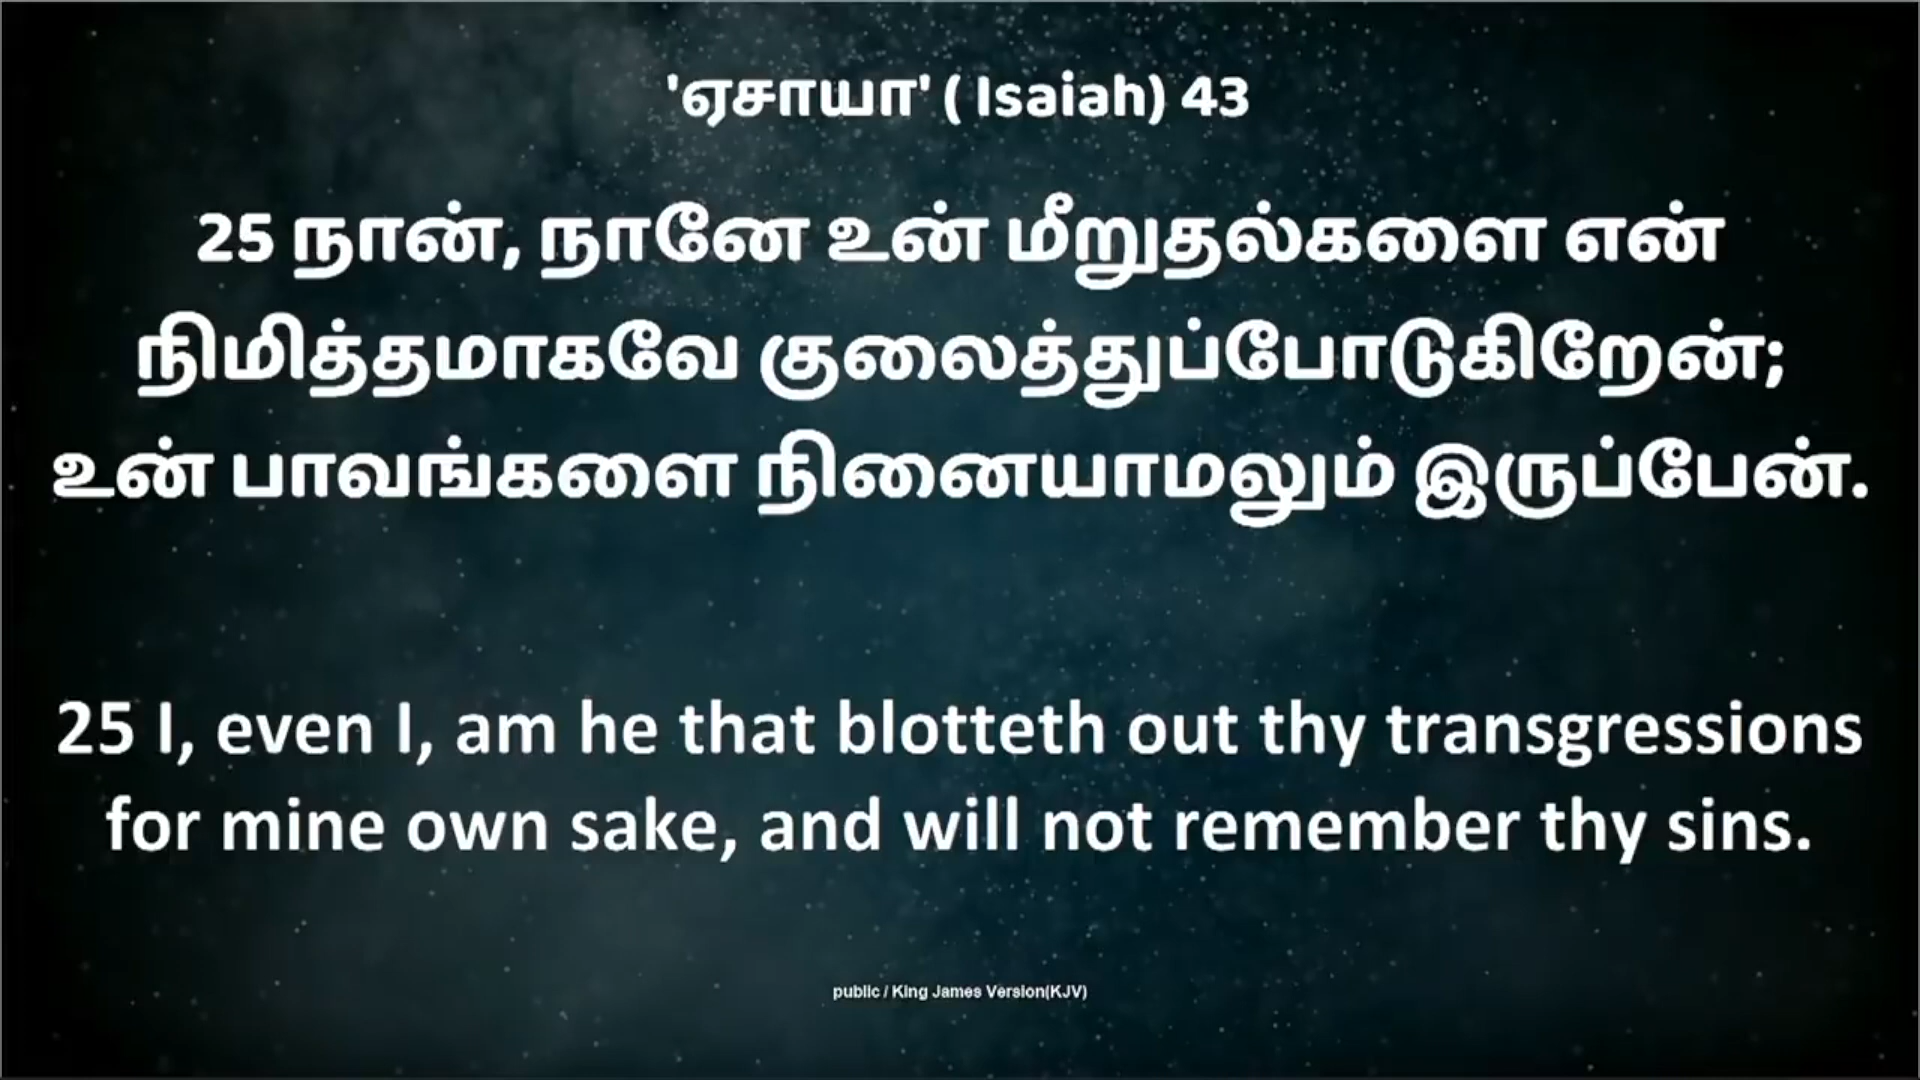 'ஏசாயா' ( Isaiah) 43
25 நான், நானே உன் மீறுதல்களை என்
நிமித்தமாகவே குலைத்துப்போடுகிறேன்;
உன் பாவங்களை நினையாமலும் இருப்பேன்.
25 I, even I, am he that blotteth out thy transgressions
for mine own sake, and will not remember thy sins.
public / King James Version(KJV)